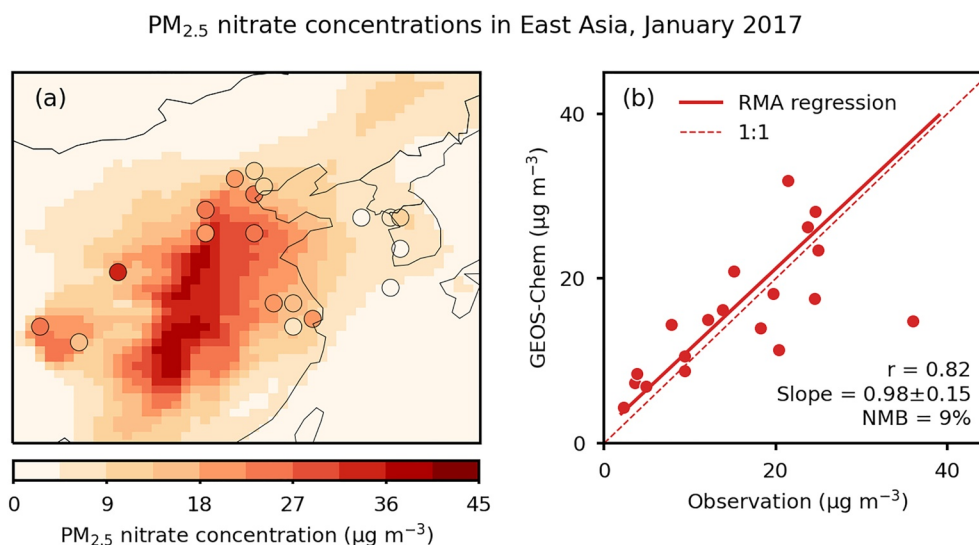 PM₂.₅ nitrate concentrations in East Asia, January 2017
(a)
0 9 18 27 36 45
PM₂.₅ nitrate concentration (µg m⁻³)
(b)
RMA regression
1:1
40
20
0
GEOS-Chem (µg m⁻³)
r = 0.82
Slope = 0.98±0.15
NMB = 9%
0 20 40
Observation (µg m⁻³)